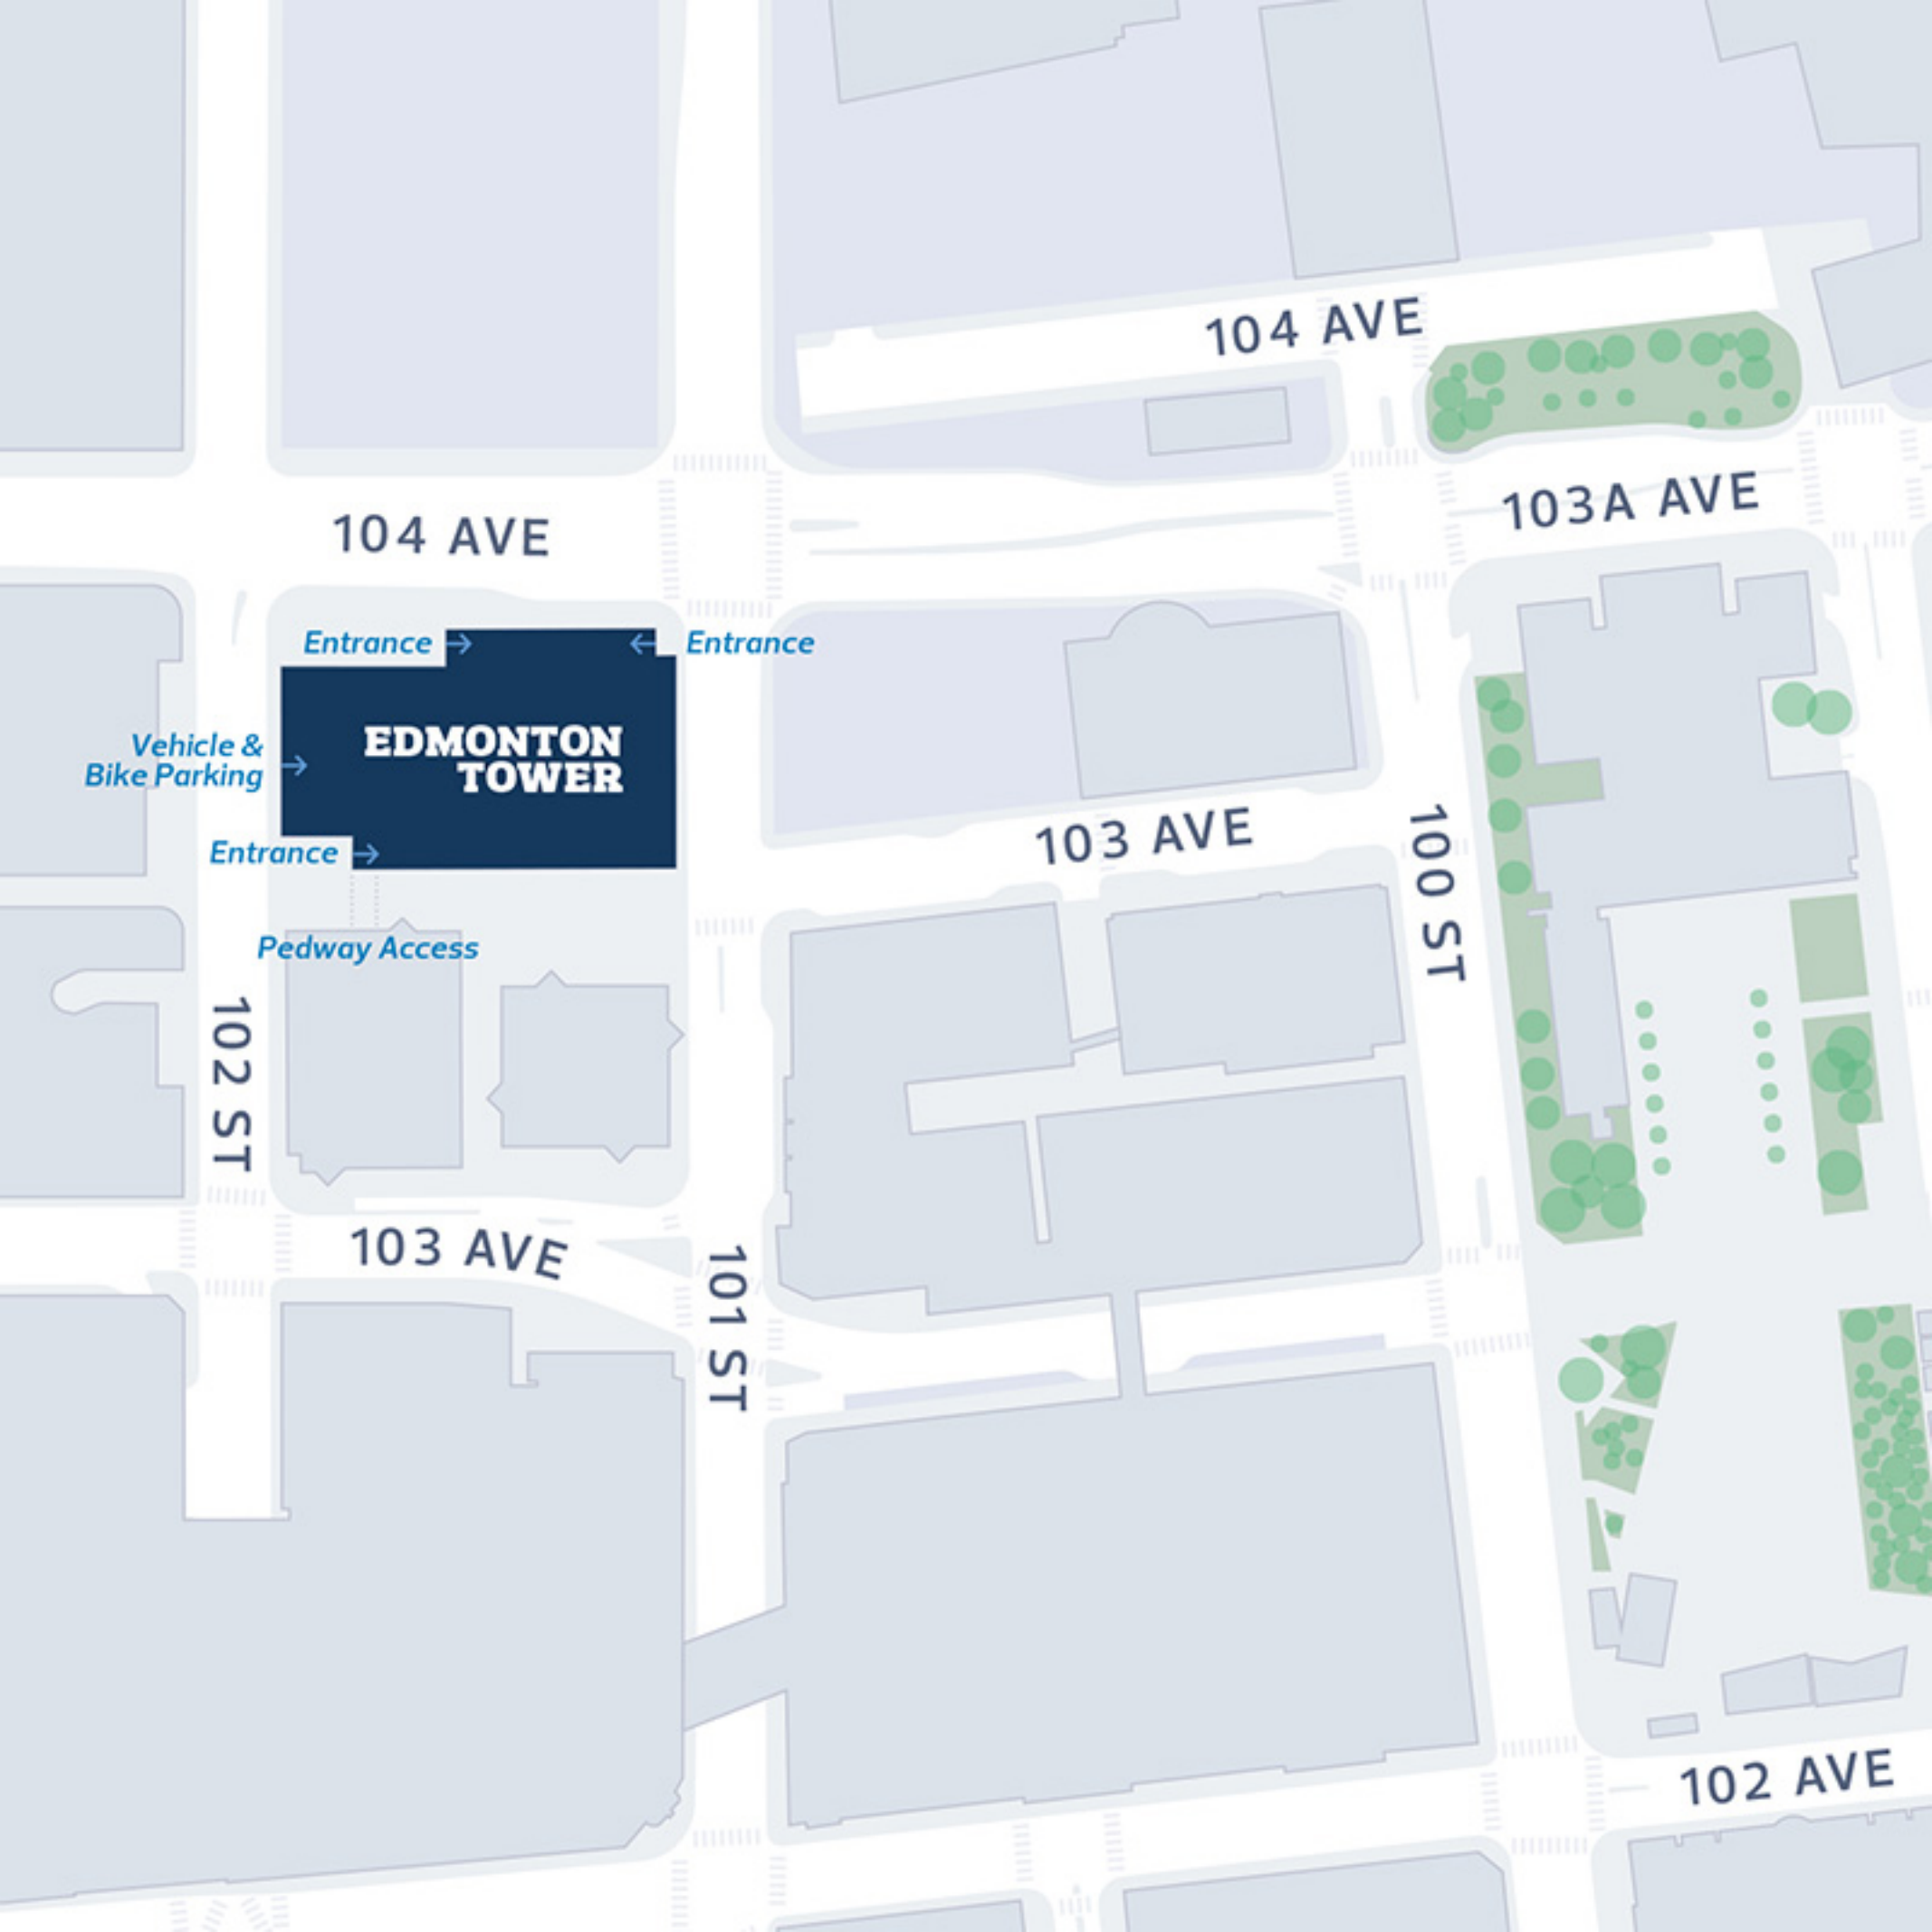 104 AVE
103A AVE
104 AVE
Entrance
Entrance
Vehicle &
Bike Parking
EDMONTON
TOWER
Entrance
103 AVE
100 ST
Pedway Access
102 ST
103 AVE
101 ST
102 AVE